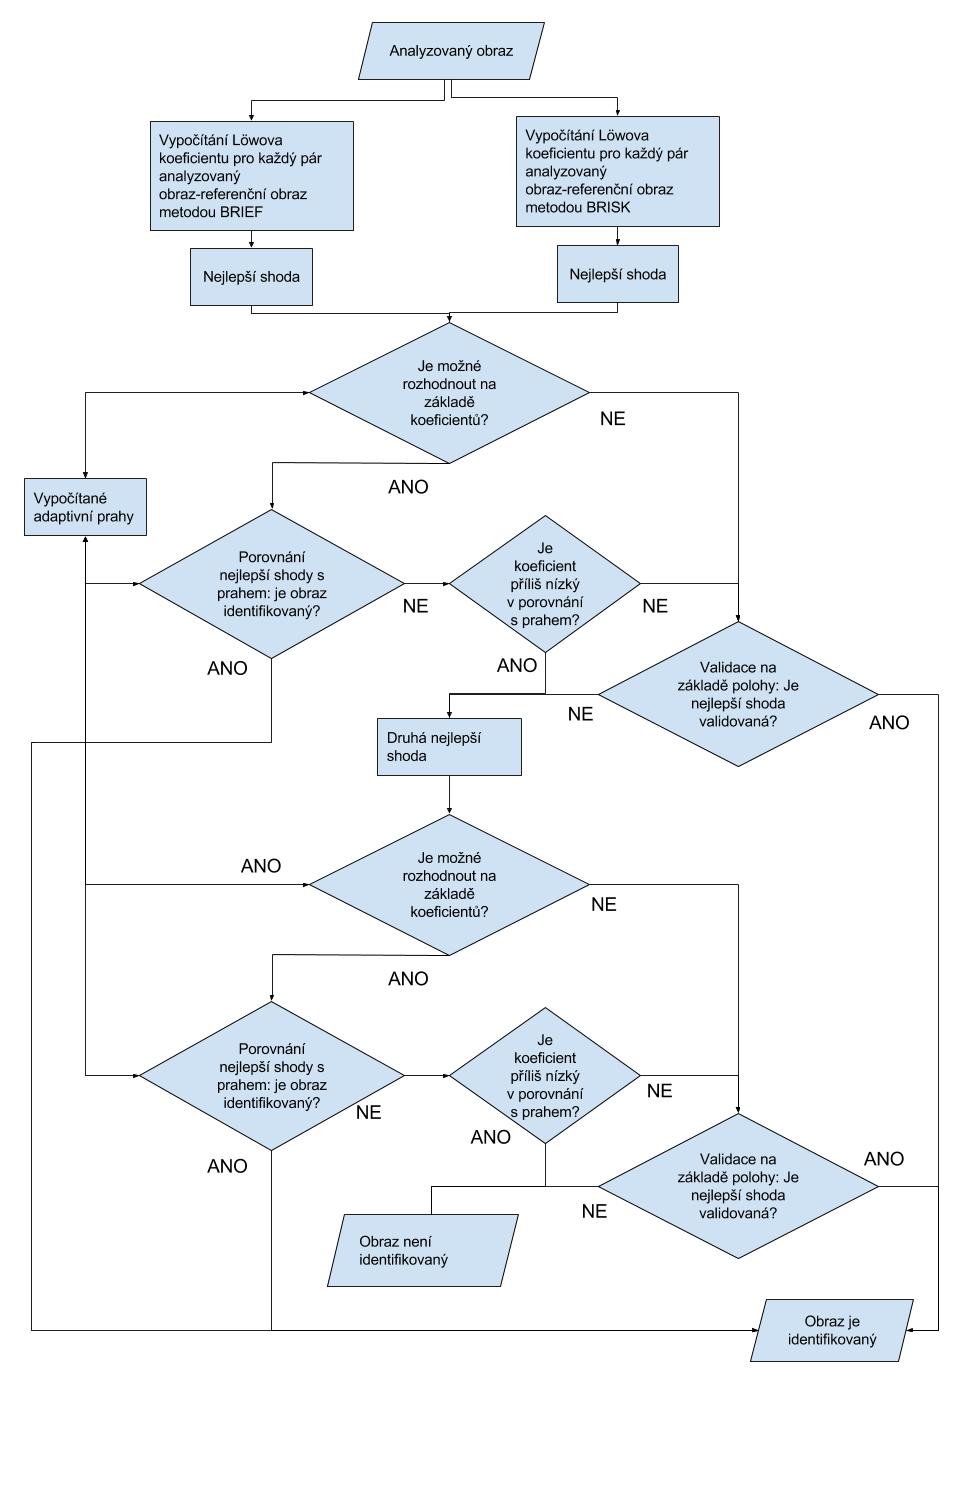 Analyzovaný obraz
Vypočítání Löwova
koeficientu pro každý pár
analyzovaný
obraz-referenční obraz
metodou BRIEF
Vypočítání Löwova
koeficientu pro každý pár
analyzovaný
obraz-referenční obraz
metodou BRISK
Nejlepší shoda
Nejlepší shoda
Je možné
rozhodnout na
základě
koeficientů?
NE
ANO
Vypočítané
adaptivní prahy
Porovnání
nejlepší shody s
prahem: je obraz
identifikovaný?
NE
ANO
Je
koeficient
příliš nízký
v porovnání
s prahem?
NE
ANO
Validace na
základě polohy: Je
nejlepší shoda
validovaná?
NE
ANO
Druhá nejlepší
shoda
ANO
Je možné
rozhodnout na
základě
koeficientů?
NE
ANO
Porovnání
nejlepší shody s
prahem: je obraz
identifikovaný?
NE
ANO
Je
koeficient
příliš nízký
v porovnání
s prahem?
NE
ANO
Validace na
základě polohy: Je
nejlepší shoda
validovaná?
ANO
NE
Obraz není
identifikovaný
Obraz je
identifikovaný